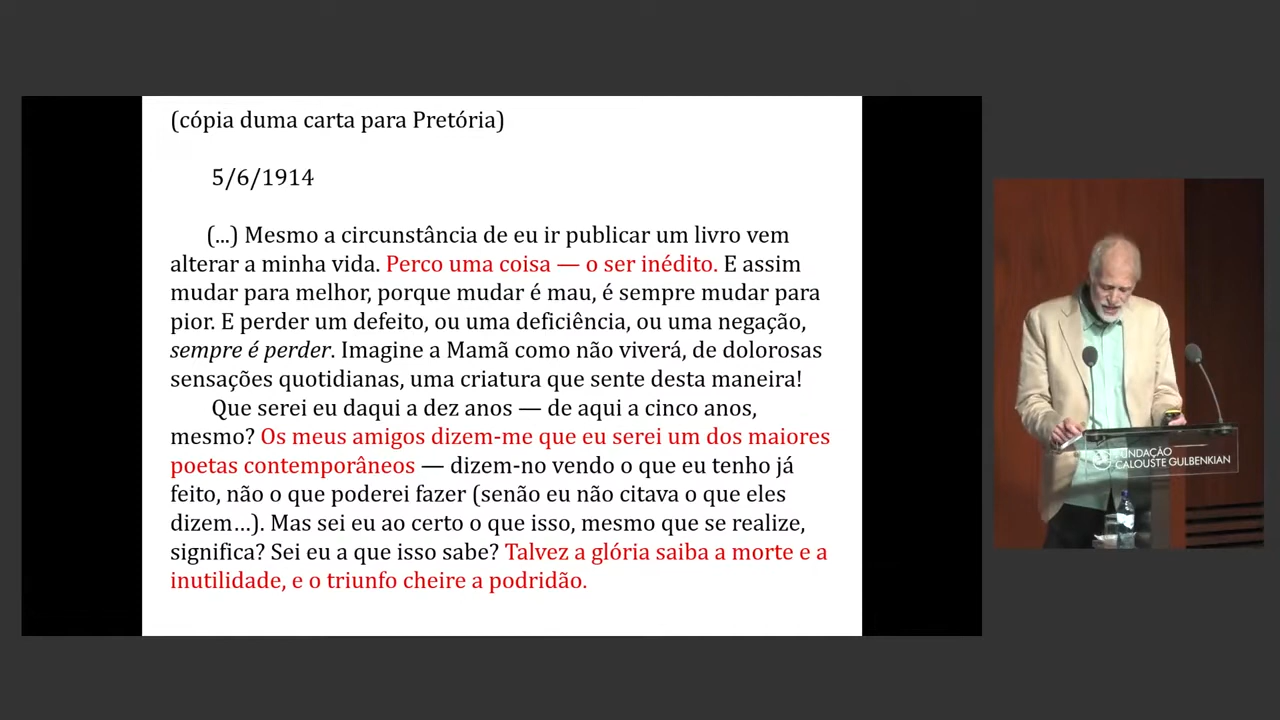 (cópia duma carta para Pretória)
5/6/1914
(...) Mesmo a circunstância de eu ir publicar um livro vem
alterar a minha vida. Perco uma coisa — o ser inédito. E assim
mudar para melhor, porque mudar é mau, é sempre mudar para
pior. E perder um defeito, ou uma deficiência, ou uma negação,
sempre é perder. Imagine a Mamã como não viverá, de dolorosas
sensações quotidianas, uma criatura que sente desta maneira!
Que serei eu daqui a dez anos — de aqui a cinco anos,
mesmo? Os meus amigos dizem-me que eu serei um dos maiores
poetas contemporâneos — dizem-no vendo o que eu tenho já
feito, não o que poderei fazer (senão eu não citava o que eles
dizem...). Mas sei eu ao certo o que isso, mesmo que se realize,
significa? Sei eu a que isso sabe? Talvez a glória saiba a morte e a
inutilidade, e o triunfo cheire a podridão.
FUNDAÇÃO
CALOUSTE GULBENKIAN